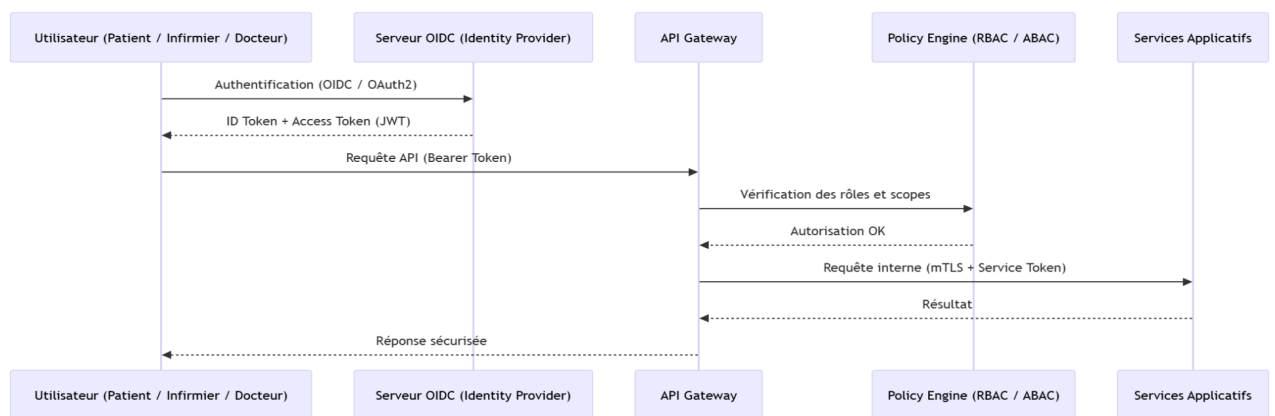 Utilisateur (Patient / Infirmier / Docteur)
Serveur OIDC (Identity Provider)
API Gateway
Policy Engine (RBAC / ABAC)
Services Applicatifs
Authentification (OIDC / OAuth2)
ID Token + Access Token (JWT)
Requête API (Bearer Token)
Vérification des rôles et scopes
Autorisation OK
Requête interne (mTLS + Service Token)
Résultat
Réponse sécurisée
Utilisateur (Patient / Infirmier / Docteur)
Serveur OIDC (Identity Provider)
API Gateway
Policy Engine (RBAC / ABAC)
Services Applicatifs